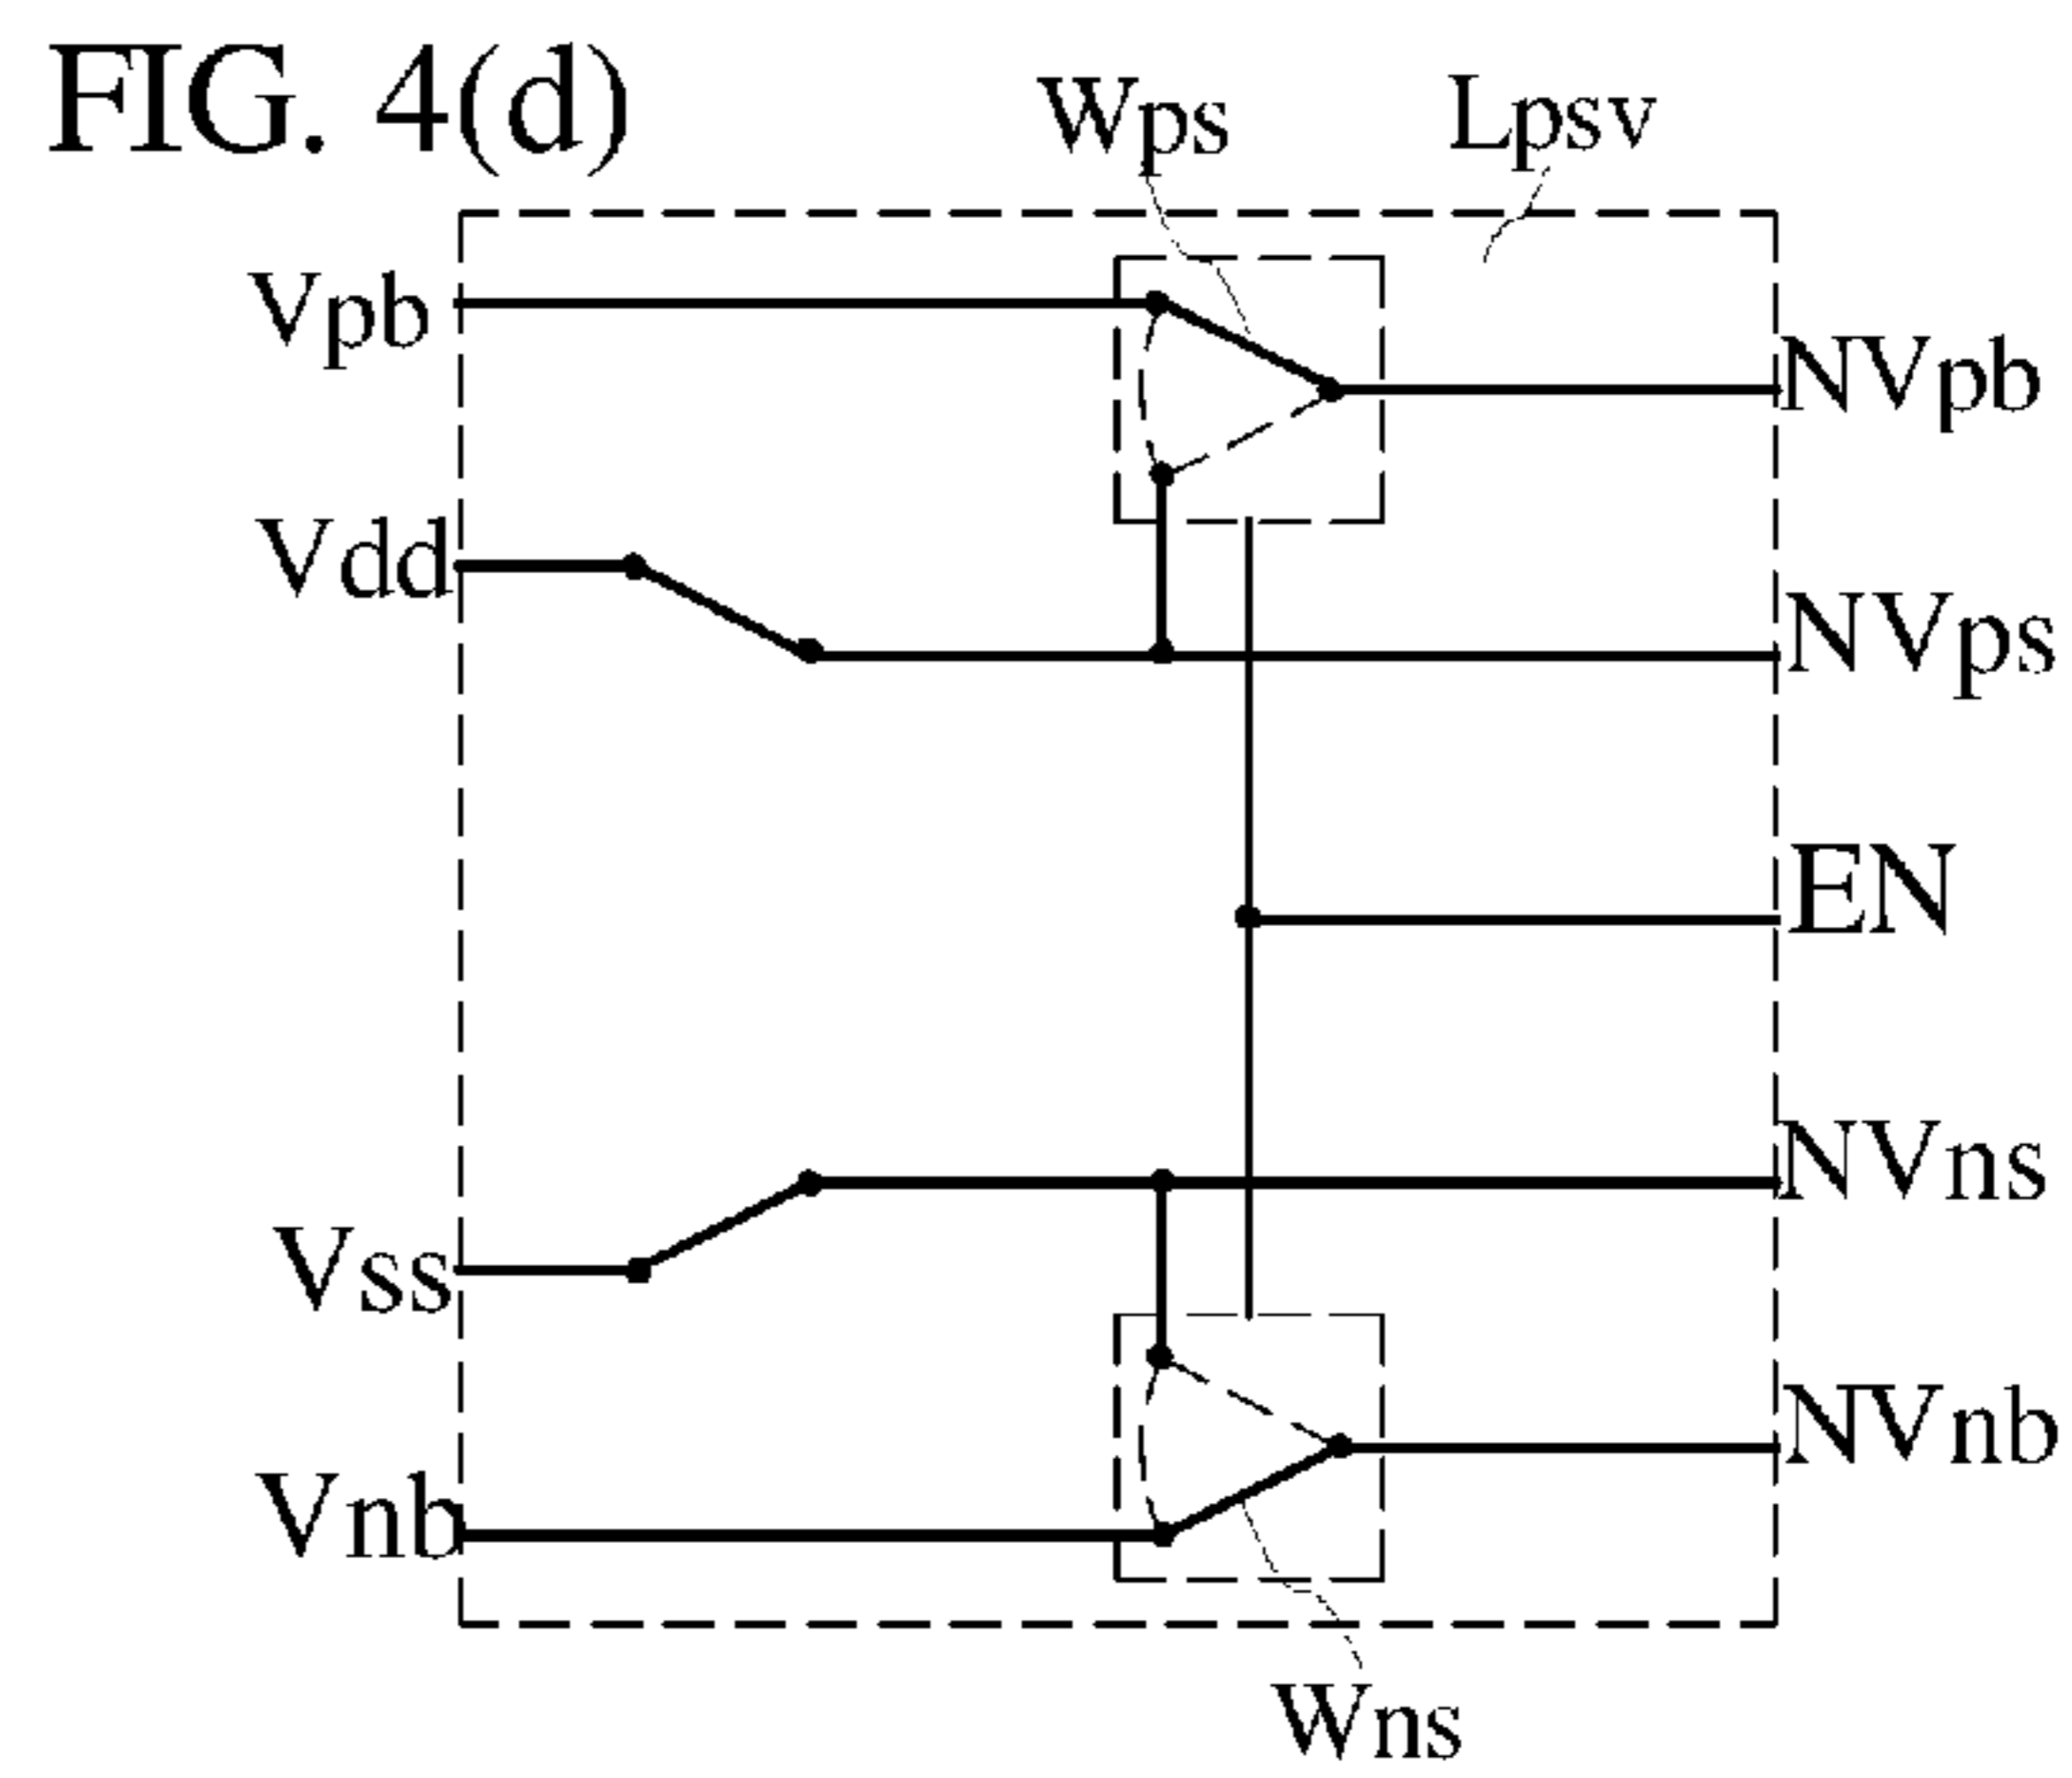 FIG. 4(d)
Wps
Lpsv
Vpb
NVpb
Vdd
NVps
EN
NVns
Vss
NVnb
Vnb
Wns